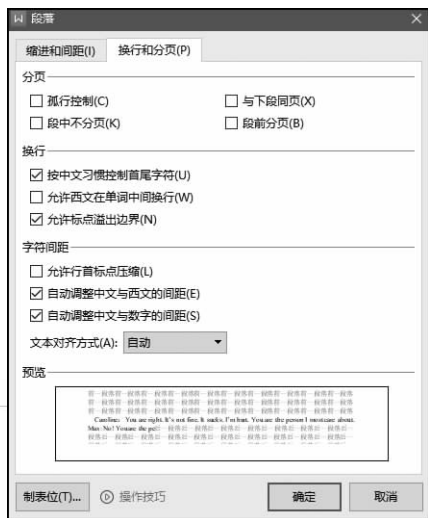 段落
缩进和间距(I) 换行和分页(P)
分页
孤行控制(C) 与下段同页(X)
段中不分页(K) 段前分页(B)
换行
按中文习惯控制首尾字符(U)
允许西文在单词中间换行(W)
允许标点溢出边界(N)
字符间距
允许行首标点压缩(L)
自动调整中文与西文的间距(E)
自动调整中文与数字的间距(S)
文本对齐方式(A): 自动
预览
Caroline: You are right. It's not fine. It sucks. I'm hurt. You are the person I most care about.
制表位(T)... 操作技巧 确定 取消